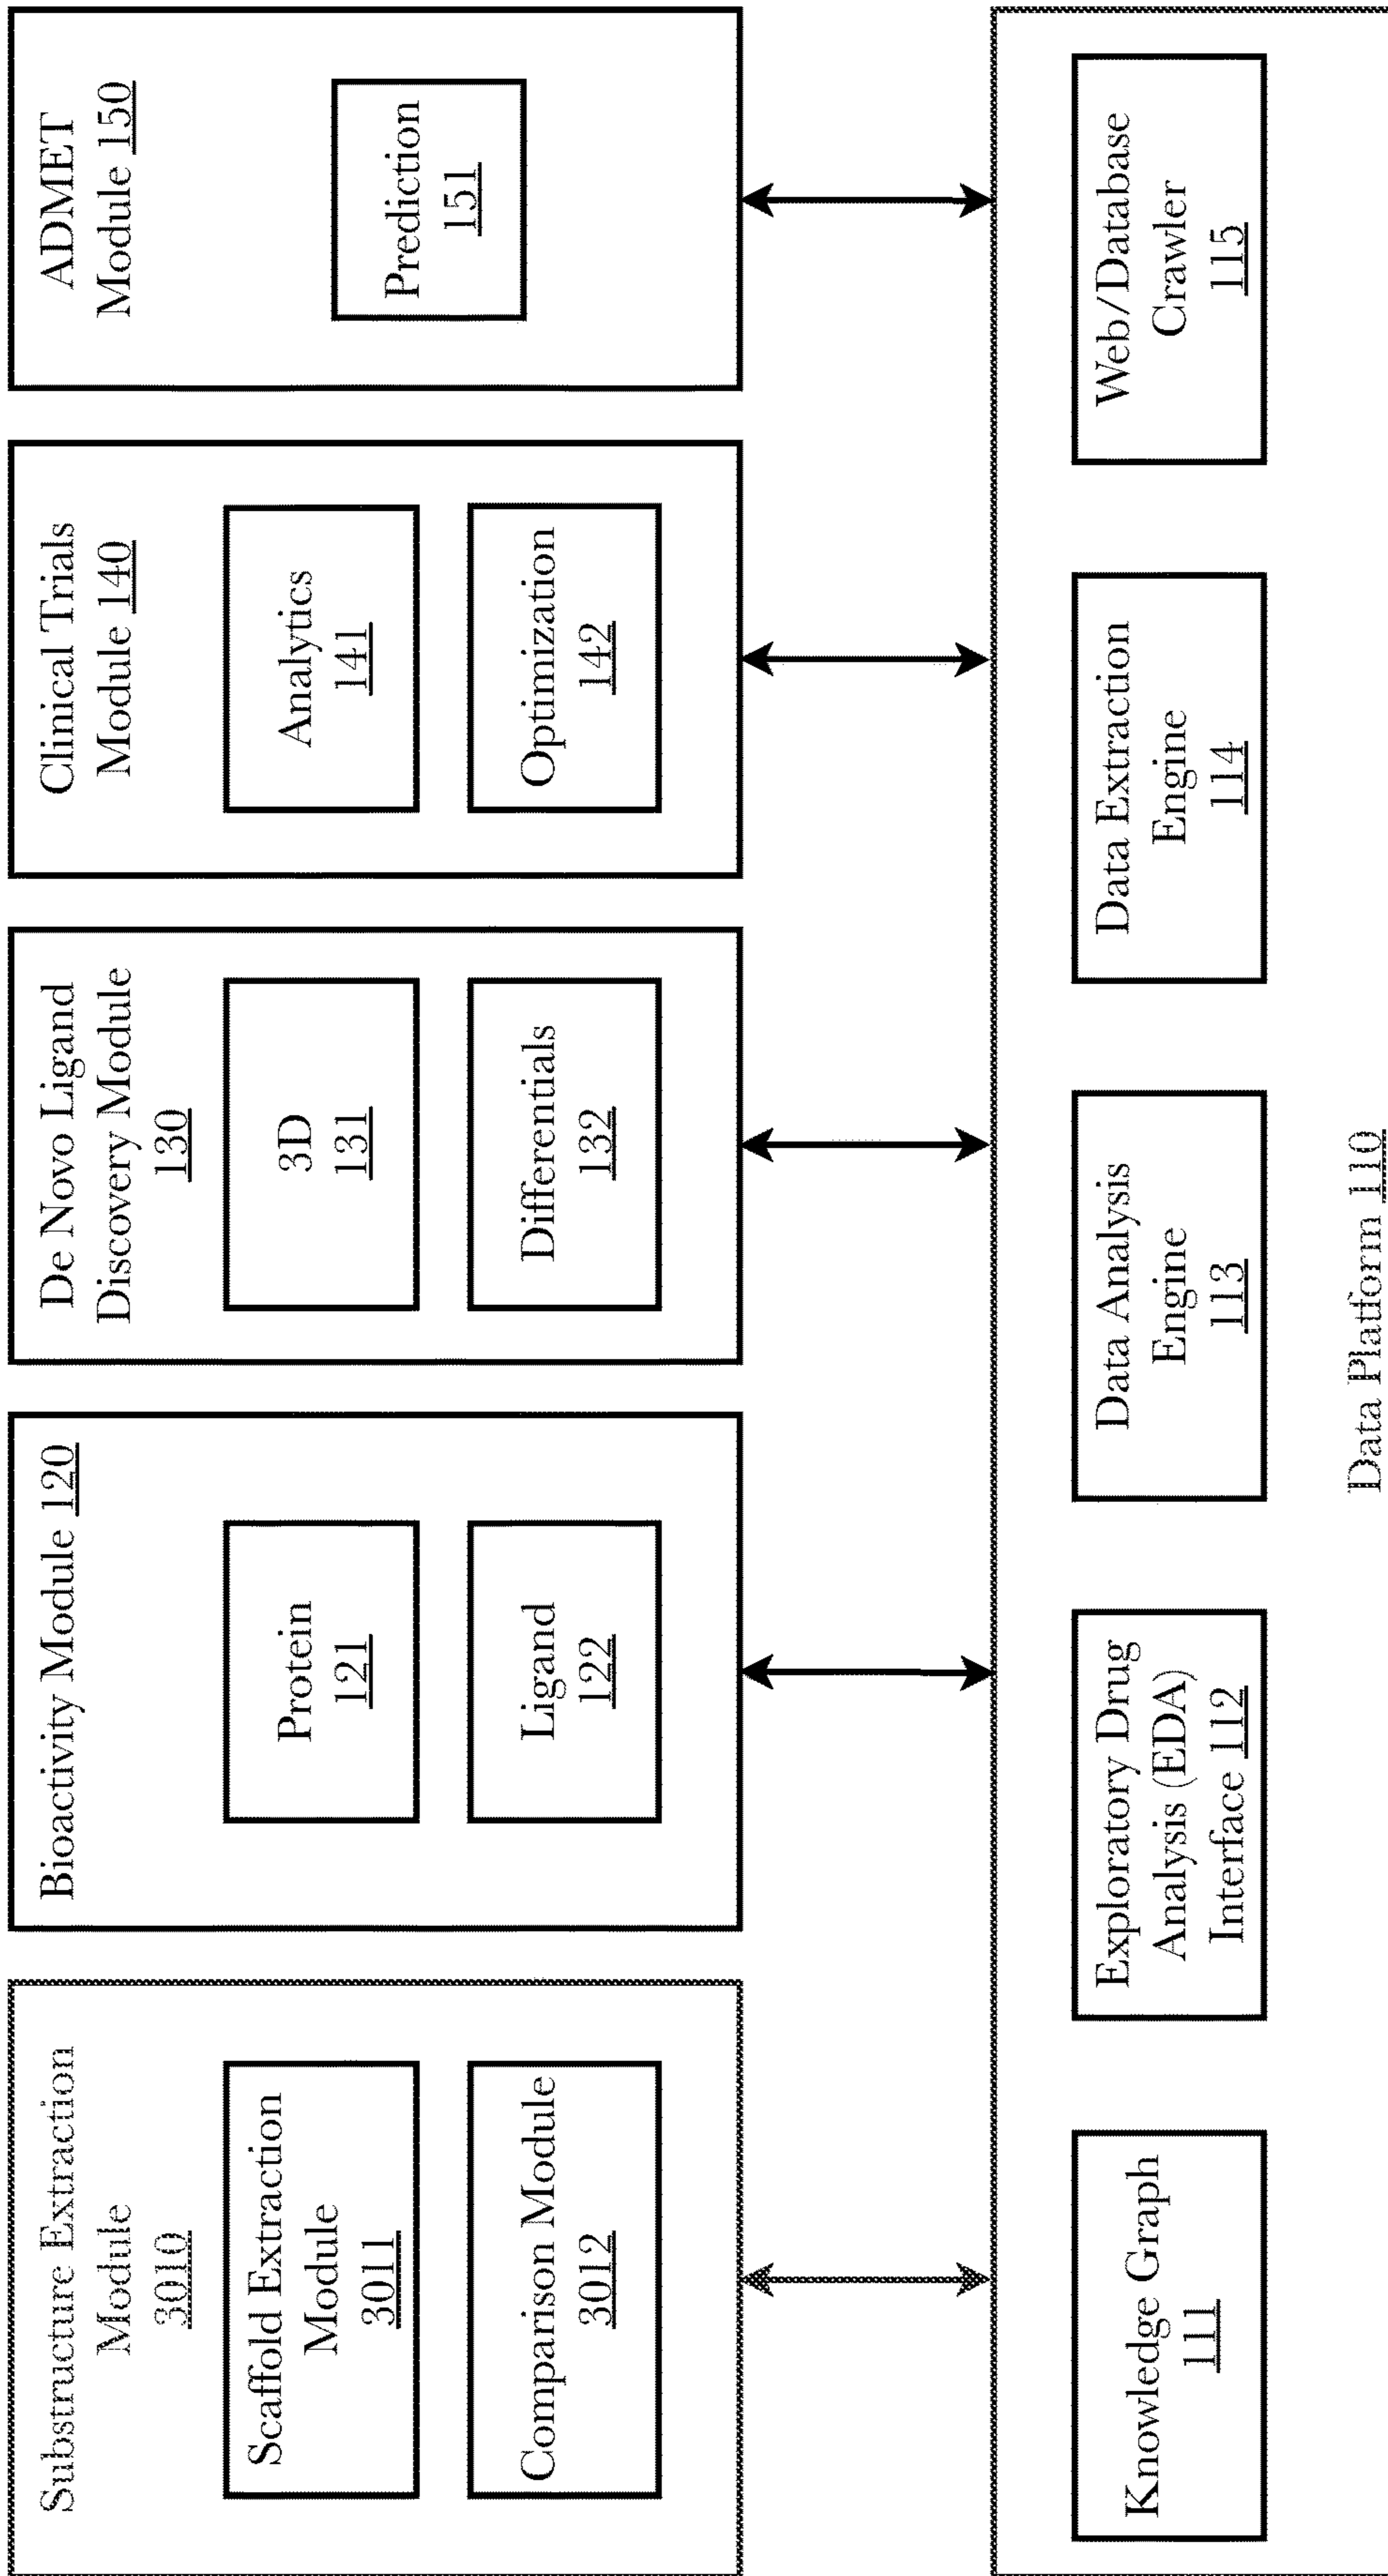 Substructure Extraction
Module
3010
Scaffold Extraction
Module
3011
Comparison Module
3012
Bioactivity Module 120
Protein
121
Ligand
122
De Novo Ligand
Discovery Module
130
3D
131
Differentials
132
Clinical Trials
Module 140
Analytics
141
Optimization
142
ADMET
Module 150
Prediction
151
Knowledge Graph
111
Exploratory Drug
Analysis (EDA)
Interface 112
Data Analysis
Engine
113
Data Extraction
Engine
114
Web/Database
Crawler
115
Data Platform 110